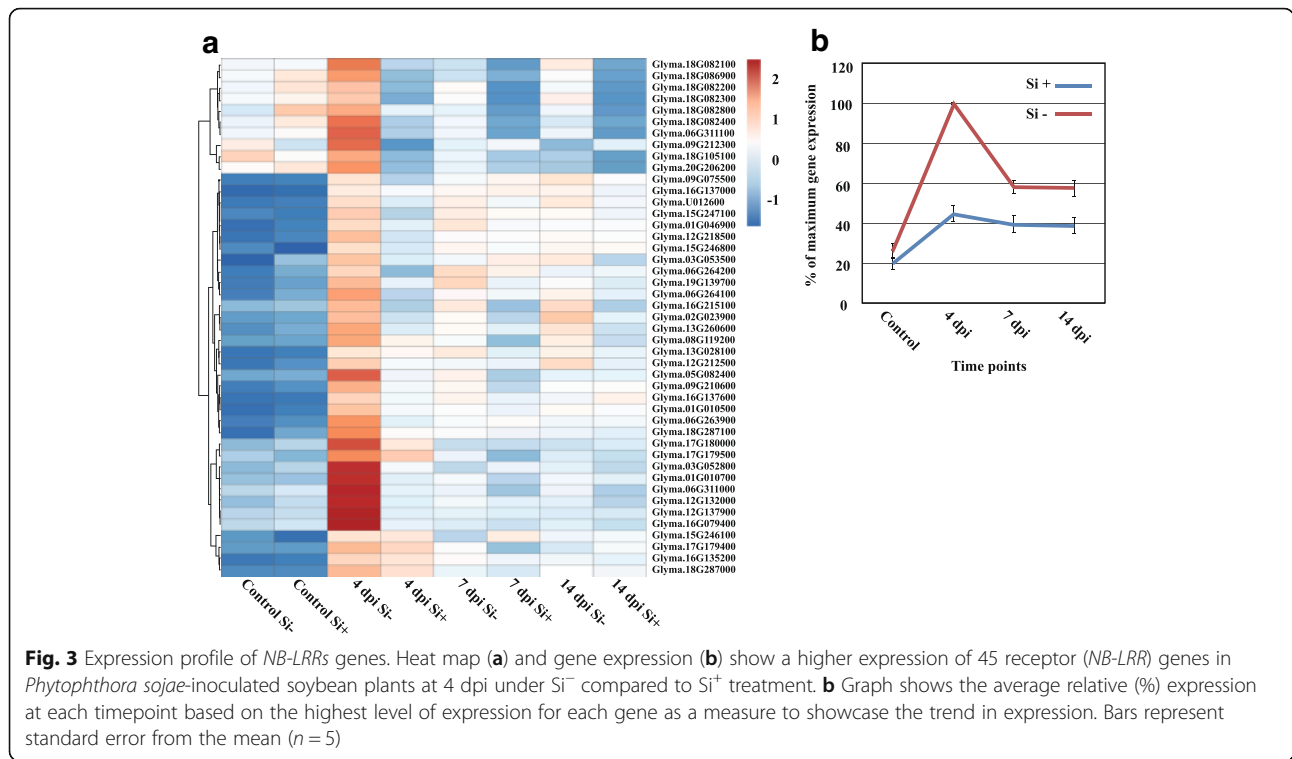 a
Glyma.18G082100
Glyma.18G086900
Glyma.18G082200
Glyma.18G082300
Glyma.18G082800
Glyma.18G082400
Glyma.06G311100
Glyma.09G212300
Glyma.18G105100
Glyma.20G206200
Glyma.09G075500
Glyma.16G137000
Glyma.U012600
Glyma.15G247100
Glyma.01G046900
Glyma.12G218500
Glyma.15G246800
Glyma.03G053500
Glyma.06G264200
Glyma.19G139700
Glyma.06G264100
Glyma.16G215100
Glyma.02G023900
Glyma.13G260600
Glyma.08G119200
Glyma.13G028100
Glyma.12G212500
Glyma.05G082400
Glyma.09G210600
Glyma.16G137600
Glyma.01G010500
Glyma.06G263900
Glyma.18G287100
Glyma.17G180000
Glyma.17G179500
Glyma.03G052800
Glyma.01G010700
Glyma.06G311000
Glyma.12G132000
Glyma.12G137900
Glyma.16G079400
Glyma.15G246100
Glyma.17G179400
Glyma.16G135200
Glyma.18G287000
2
1
0
-1
Control Si-
Control Si+
4 dpi Si-
4 dpi Si+
7 dpi Si-
7 dpi Si+
14 dpi Si-
14 dpi Si+
b
% of maximum gene expression
120
100
80
60
40
20
0
Si +
Si -
Control
4 dpi
7 dpi
14 dpi
Time points
Fig. 3 Expression profile of NB-LRRs genes. Heat map (a) and gene expression (b) show a higher expression of 45 receptor (NB-LRR) genes in
Phytophthora sojae-inoculated soybean plants at 4 dpi under Si⁻ compared to Si⁺ treatment. b Graph shows the average relative (%) expression
at each timepoint based on the highest level of expression for each gene as a measure to showcase the trend in expression. Bars represent
standard error from the mean (n = 5)